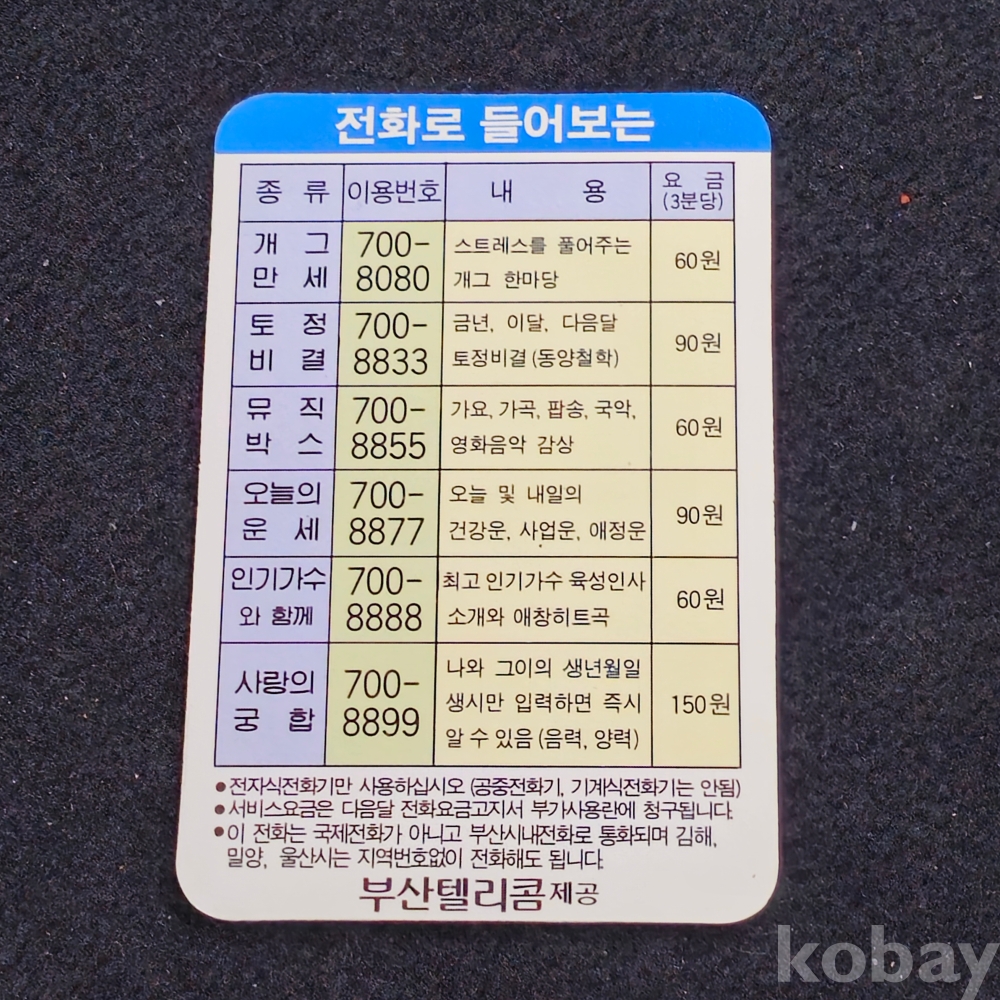 전화로 들어보는
종 류 이용번호 내 용 요 금
(3분당)
개 그 700- 스트레스를 풀어주는 60원
만 세 8080 개그 한마당
토 정 700- 금년, 이달, 다음달 90원
비 결 8833 토정비결 (동양철학)
뮤 직 700- 가요, 가곡, 팝송, 국악, 60원
박 스 8855 영화음악 감상
오늘의 700- 오늘 및 내일의 90원
운 세 8877 건강운, 사업운, 애정운
인기가수 700- 최고 인기가수 육성인사 60원
와 함께 8888 소개와 애창히트곡
사랑의 700- 나와 그이의 생년월일 150원
궁 합 8899 생시만 입력하면 즉시
알 수 있음 (음력, 양력)
● 전자식전화기만 사용하십시오 (공중전화기, 기계식전화기는 안됨)
● 서비스요금은 다음달 전화요금고지서 부가사용란에 청구됩니다.
● 이 전화는 국제전화가 아니고 부산시내전화로 통화되며 김해,
밀양, 울산시는 지역번호없이 전화해도 됩니다.
부산텔리콤 제공
kobay